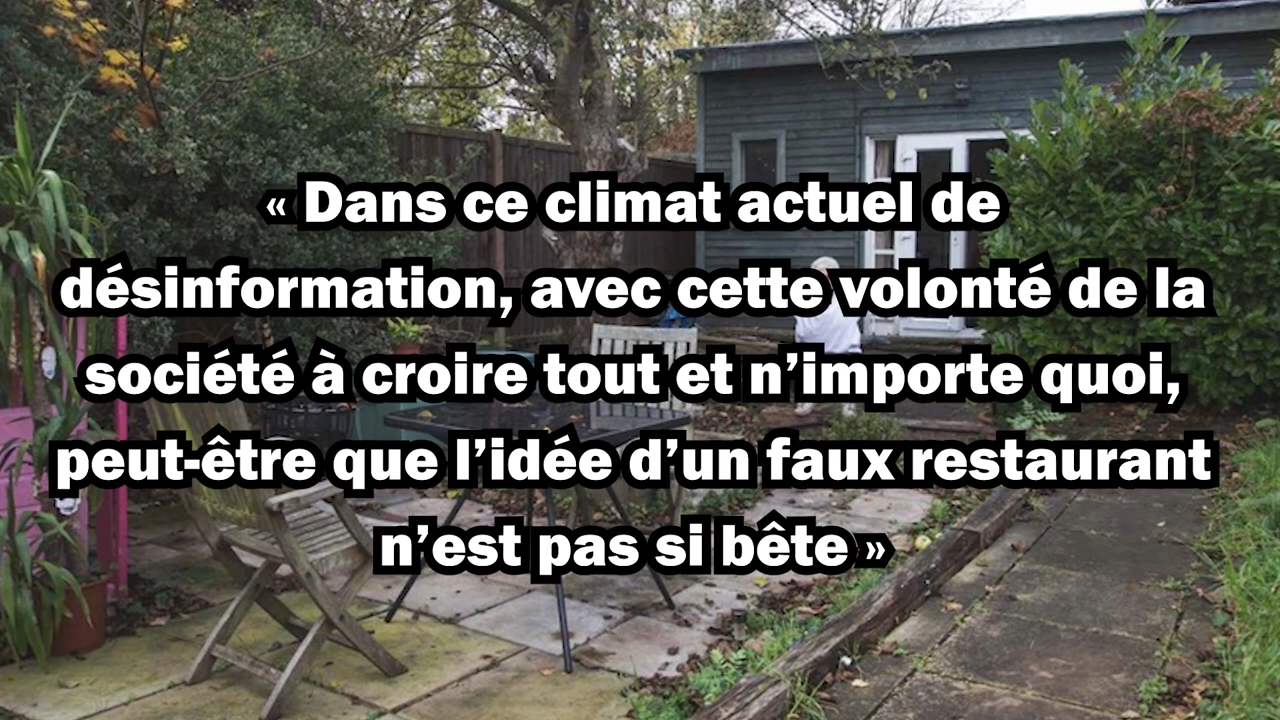 « Dans ce climat actuel de
désinformation, avec cette volonté de la
société à croire tout et n’importe quoi,
peut-être que l’idée d’un faux restaurant
n’est pas si bête »